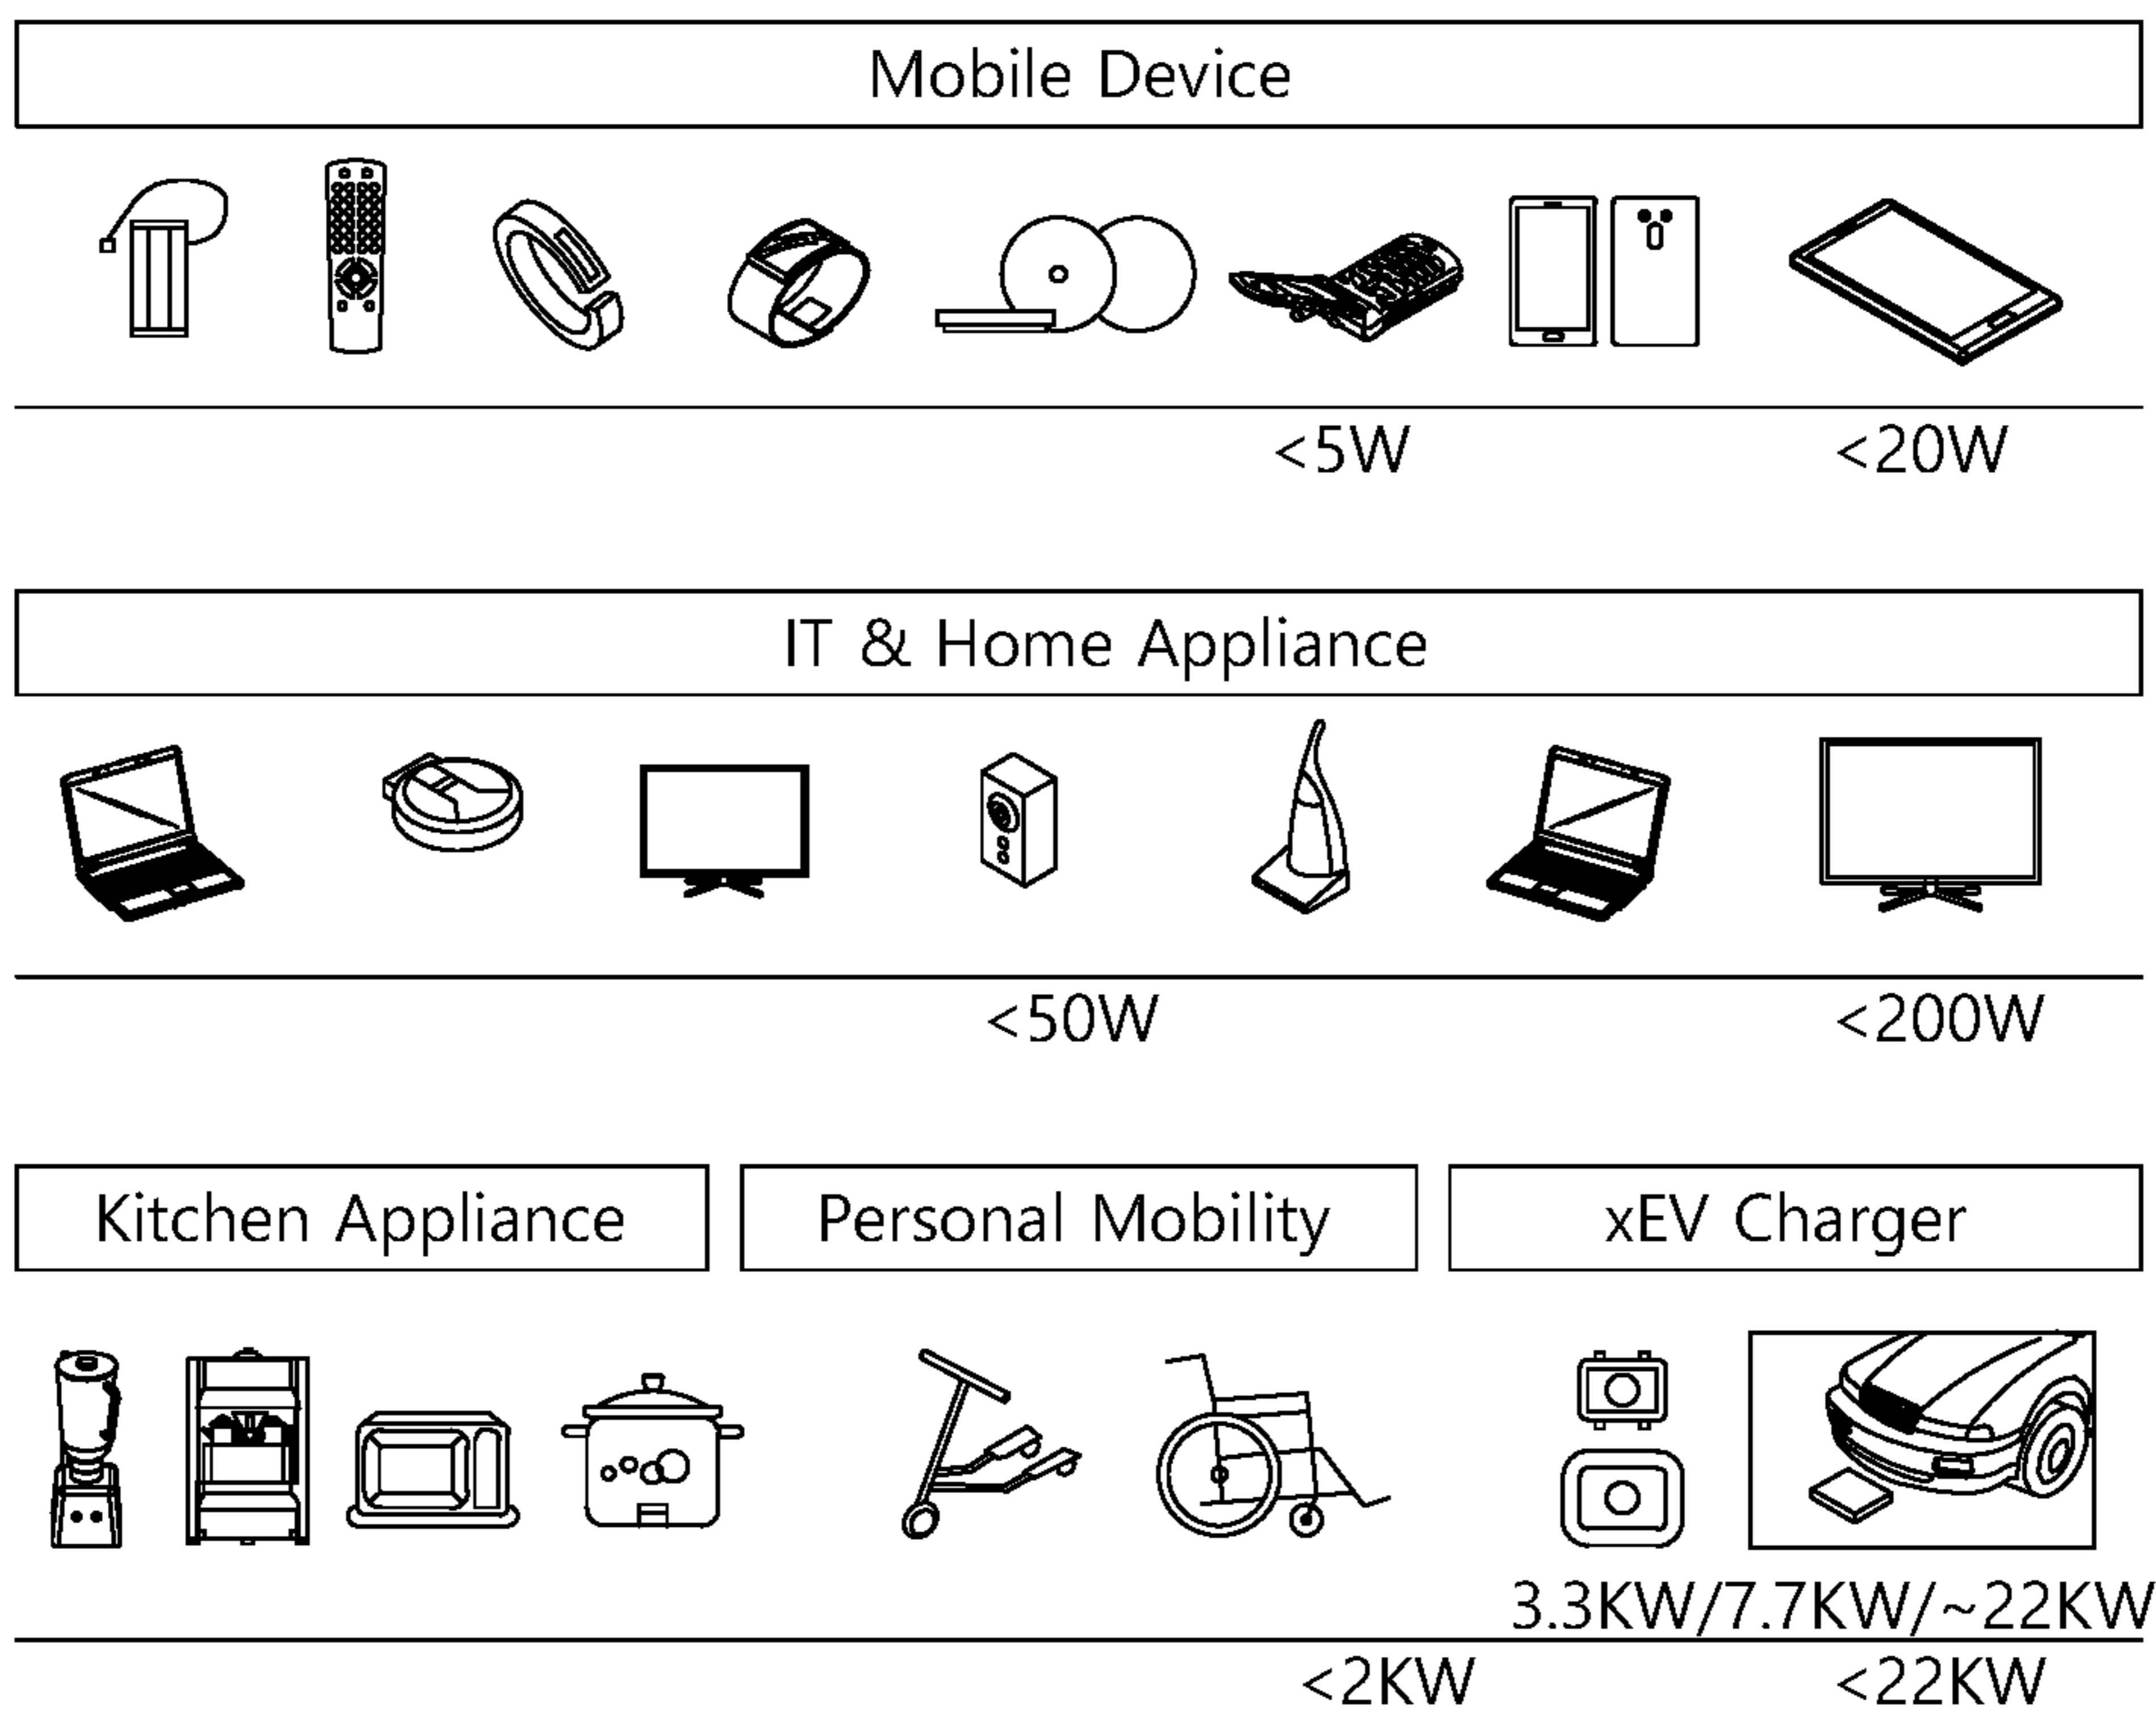 Mobile Device
<5W <20W
IT & Home Appliance
<50W <200W
Kitchen Appliance Personal Mobility xEV Charger
3.3KW/7.7KW/~22KW
<2KW <22KW